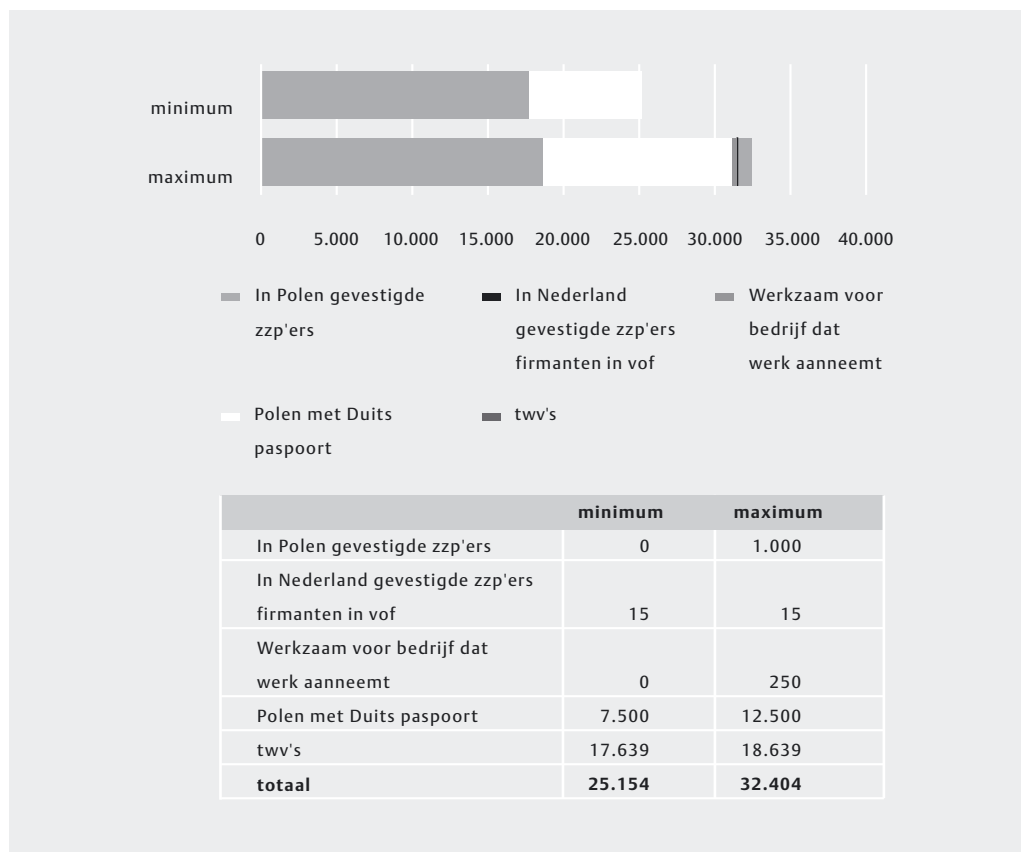 minimum
maximum
0 5.000 10.000 15.000 20.000 25.000 30.000 35.000 40.000
In Polen gevestigde
zzp'ers
In Nederland
gevestigde zzp'ers
firmanten in vof
Werkzaam voor
bedrijf dat
werk aanneemt
Polen met Duits
paspoort
twv's
minimum maximum
In Polen gevestigde zzp'ers 0 1.000
In Nederland gevestigde zzp'ers
firmanten in vof 15 15
Werkzaam voor bedrijf dat
werk aanneemt 0 250
Polen met Duits paspoort 7.500 12.500
twv's 17.639 18.639
totaal 25.154 32.404